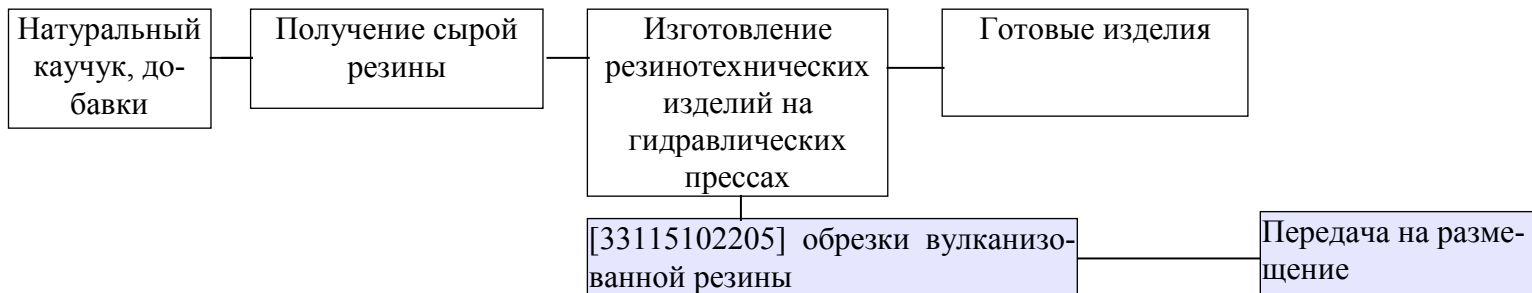 Натуральный
каучук, до-
бавки
Получение сырой
резины
Изготовление
резинотехнических
изделий на
гидравлических
прессах
Готовые изделия
[33115102205] обрезки вулканизо-
ванной резины
Передача на разме-
щение